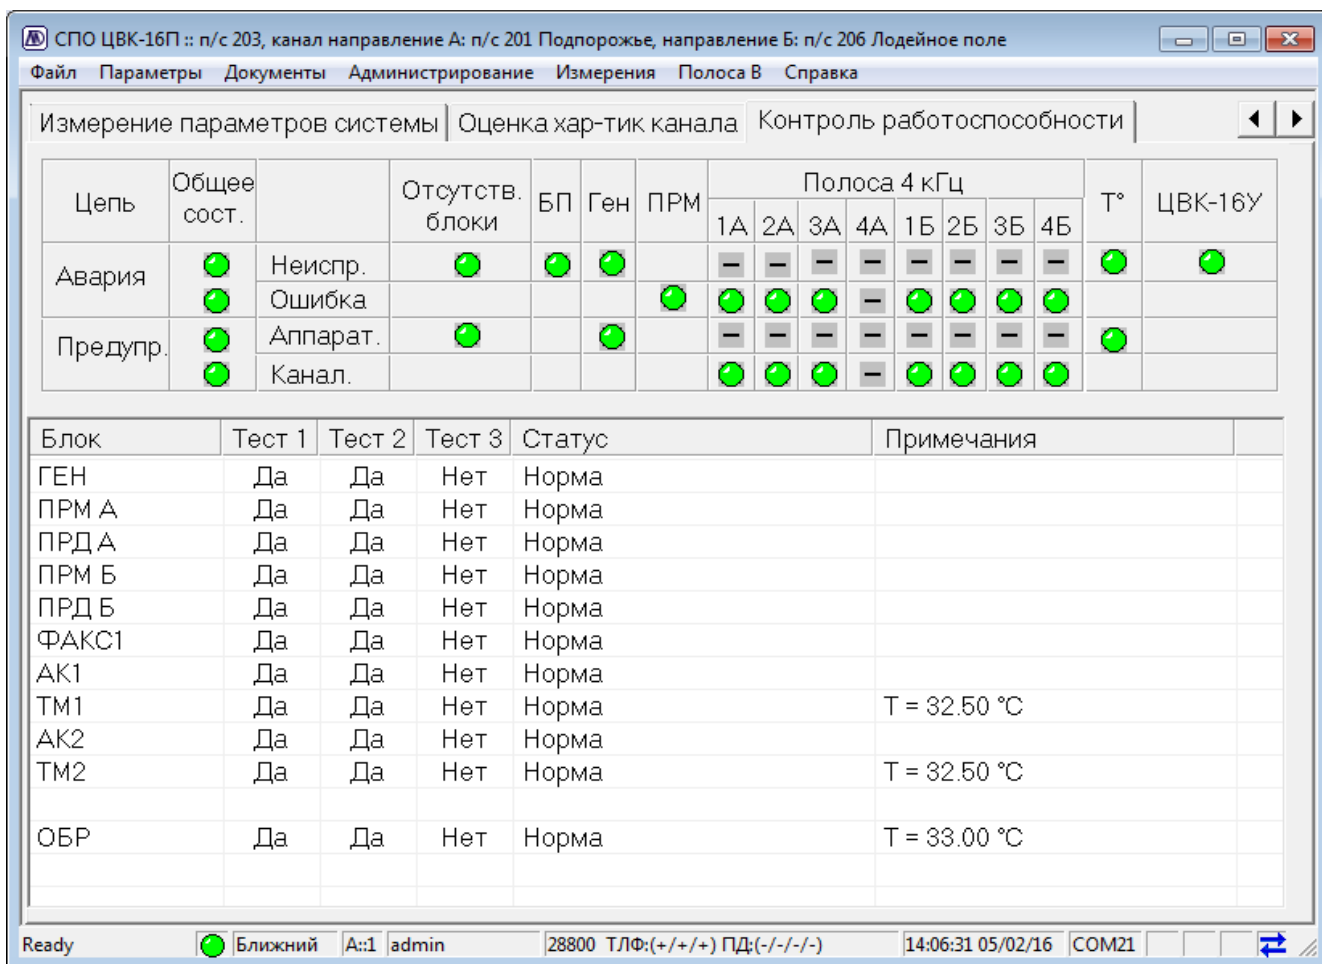 СПО ЦВК-16П :: п/с 203, канал направление А: п/с 201 Подпорожье, направление Б: п/с 206 Лодейное поле
Файл Параметры Документы Администрирование Измерения Полоса В Справка
Измерение параметров системы Оценка хар-тик канала Контроль работоспособности
Цепь Общее сост. Отсутств. блоки БП Ген ПРМ Полоса 4 кГц T° ЦВК-16У
1А 2А 3А 4А 1Б 2Б 3Б 4Б
Авария Неиспр.
Ошибка
Предупр. Аппарат.
Канал.
Блок Тест 1 Тест 2 Тест 3 Статус Примечания
ГЕН Да Да Нет Норма
ПРМ А Да Да Нет Норма
ПРД А Да Да Нет Норма
ПРМ Б Да Да Нет Норма
ПРД Б Да Да Нет Норма
ФАКС1 Да Да Нет Норма
АК1 Да Да Нет Норма
ТМ1 Да Да Нет Норма T = 32.50 °C
АК2 Да Да Нет Норма
ТМ2 Да Да Нет Норма T = 32.50 °C
ОБР Да Да Нет Норма T = 33.00 °C
Ready Ближний A::1 admin 28800 ТЛФ:(+/+/+) ПД:(-/-/-/-) 14:06:31 05/02/16 COM21